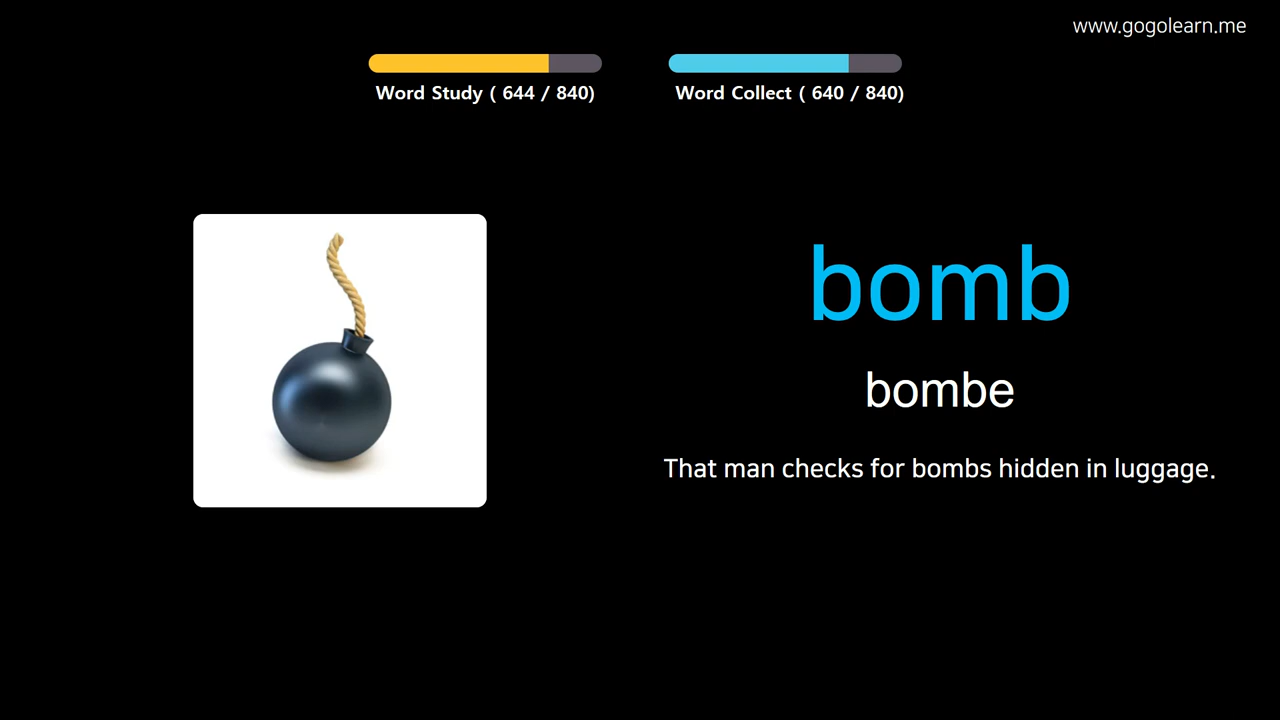 www.gogolearn.me
Word Study ( 644 / 840)
Word Collect ( 640 / 840)
bomb
bombe
That man checks for bombs hidden in luggage.